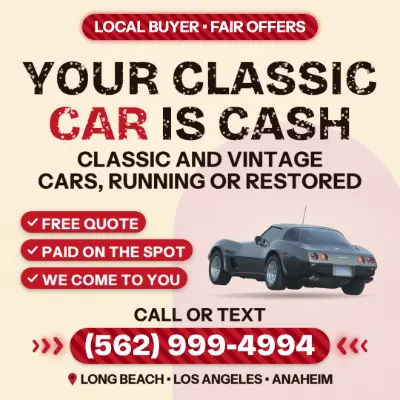 LOCAL BUYER • FAIR OFFERS
YOUR CLASSIC
CAR IS CASH
CLASSIC AND VINTAGE
CARS, RUNNING OR RESTORED
FREE QUOTE
PAID ON THE SPOT
WE COME TO YOU
CALL OR TEXT
(562) 999-4994
LONG BEACH • LOS ANGELES • ANAHEIM